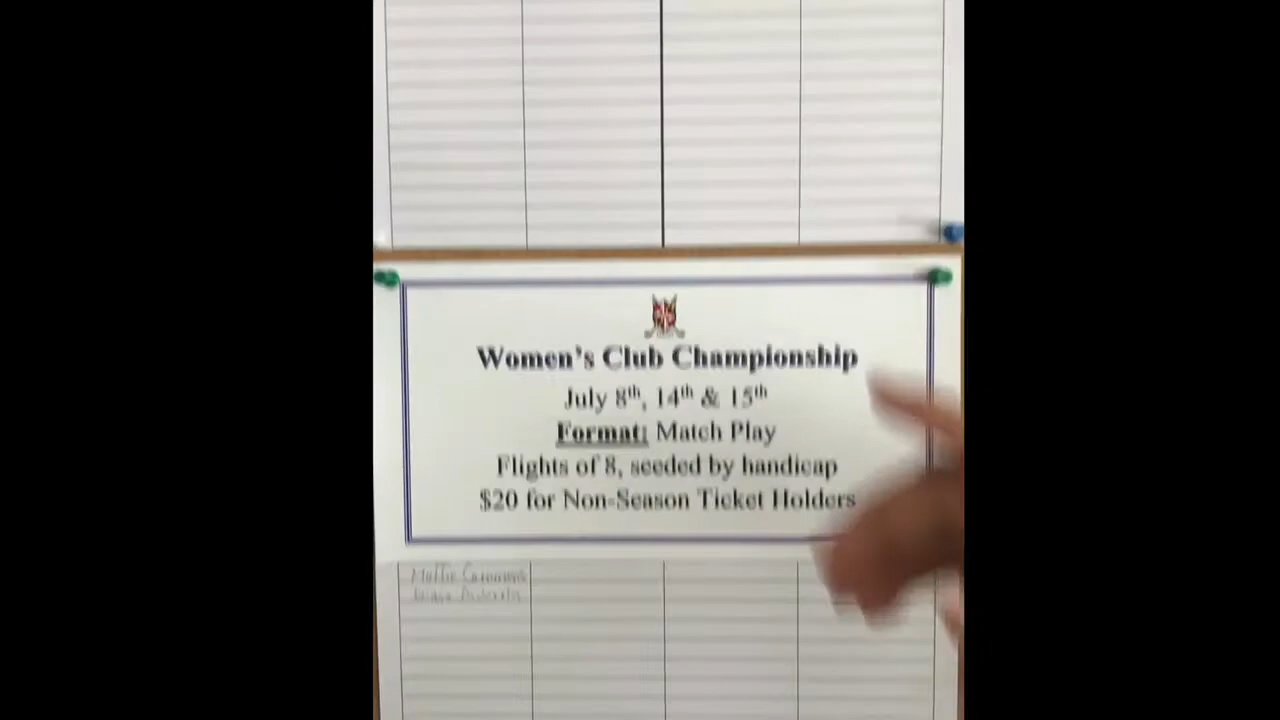 Women's Club Championship
July 8th, 14th & 15th
Format: Match Play
Flights of 8, seeded by handicap
$20 for Non-Season Ticket Holders